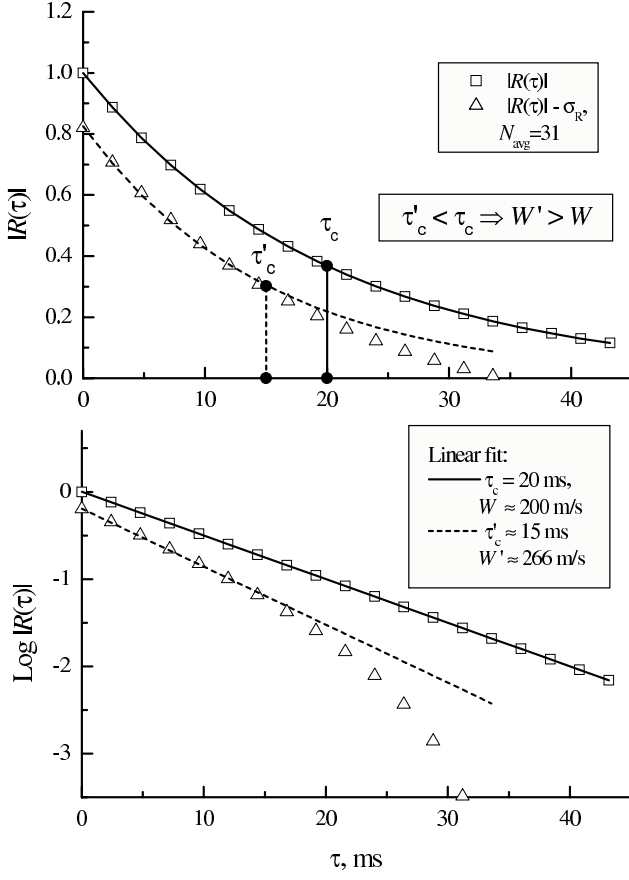 1.2
1.0
0.8
0.6
0.4
0.2
0.0
|R(τ)|
|R(τ)|
|R(τ)| - σR,
Navg=31
τ'c < τc ⇒ W' > W
τ'c
τc
0
10
20
30
40
0
-1
-2
-3
Log |R(τ)|
Linear fit:
τc = 20 ms,
W ≈ 200 m/s
τ'c ≈ 15 ms
W' ≈ 266 m/s
0
10
20
30
40
τ, ms